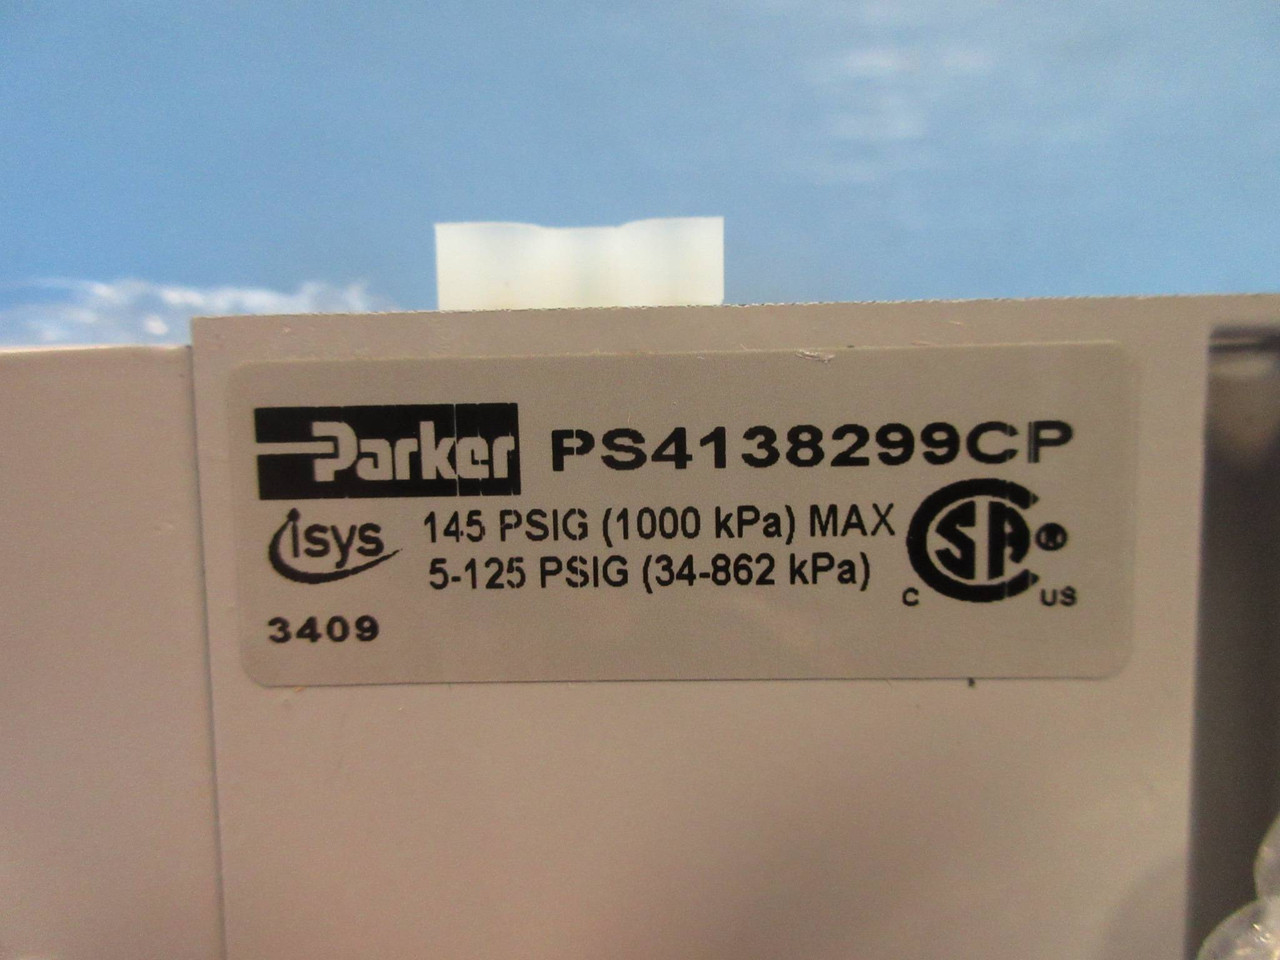 Parker PS4138299CP
isys 145 PSIG (1000 kPa) MAX
5-125 PSIG (34-862 kPa)
C SA US
3409